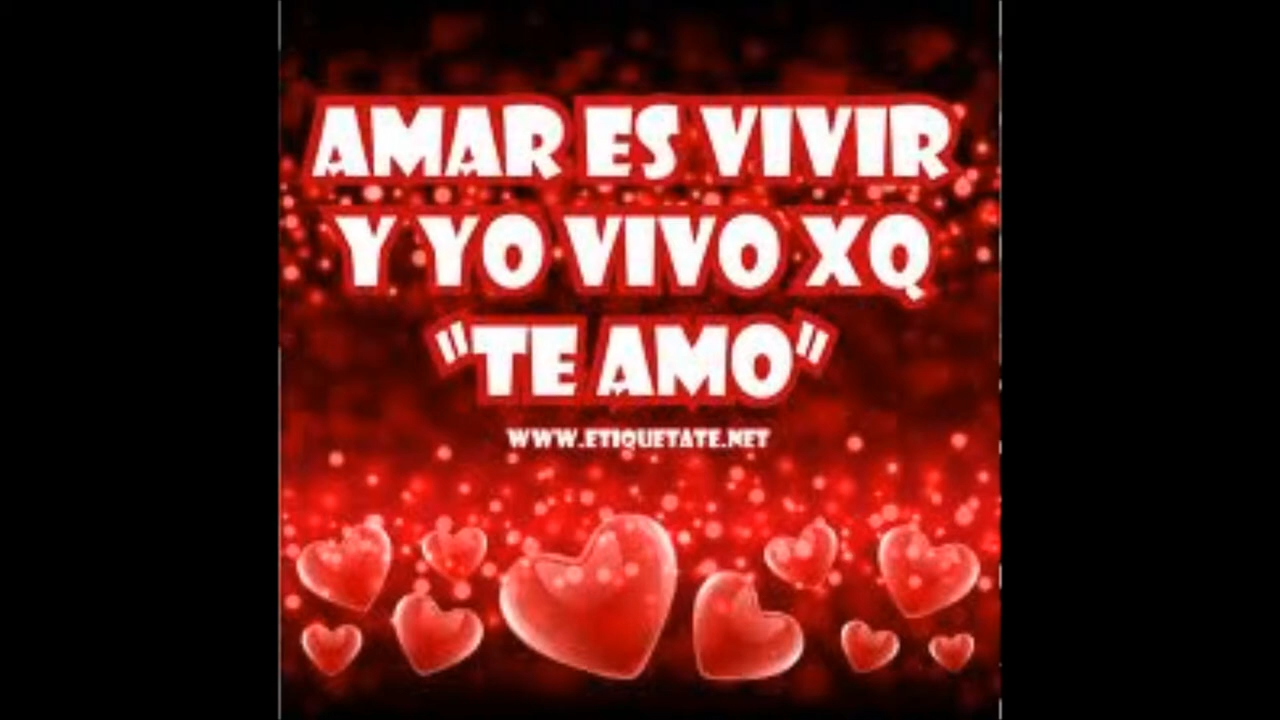 AMAR ES VIVIR
Y YO VIVO XQ
"TE AMO"
WWW.ETIQUETATE.NET